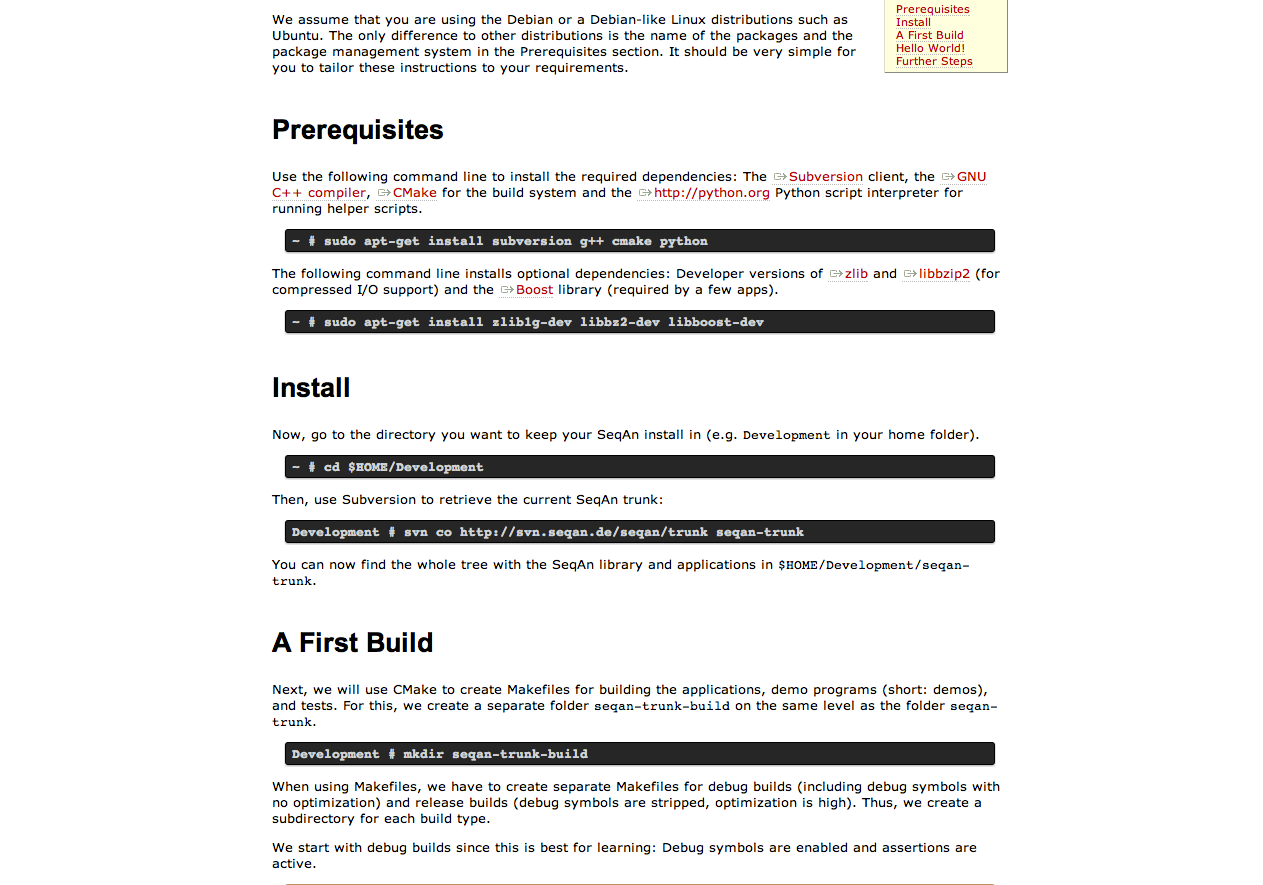 We assume that you are using the Debian or a Debian-like Linux distributions such as
Ubuntu. The only difference to other distributions is the name of the packages and the
package management system in the Prerequisites section. It should be very simple for
you to tailor these instructions to your requirements.
Prerequisites
Install
A First Build
Hello World!
Further Steps
Prerequisites
Use the following command line to install the required dependencies: The Subversion client, the GNU
C++ compiler, CMake for the build system and the http://python.org Python script interpreter for
running helper scripts.
~ # sudo apt-get install subversion g++ cmake python
The following command line installs optional dependencies: Developer versions of zlib and libbzip2 (for
compressed I/O support) and the Boost library (required by a few apps).
~ # sudo apt-get install zlib1g-dev libbz2-dev libboost-dev
Install
Now, go to the directory you want to keep your SeqAn install in (e.g. Development in your home folder).
~ # cd $HOME/Development
Then, use Subversion to retrieve the current SeqAn trunk:
Development # svn co http://svn.seqan.de/seqan/trunk seqan-trunk
You can now find the whole tree with the SeqAn library and applications in $HOME/Development/seqan-
trunk.
A First Build
Next, we will use CMake to create Makefiles for building the applications, demo programs (short: demos),
and tests. For this, we create a separate folder seqan-trunk-build on the same level as the folder seqan-
trunk.
Development # mkdir seqan-trunk-build
When using Makefiles, we have to create separate Makefiles for debug builds (including debug symbols with
no optimization) and release builds (debug symbols are stripped, optimization is high). Thus, we create a
subdirectory for each build type.
We start with debug builds since this is best for learning: Debug symbols are enabled and assertions are
active.